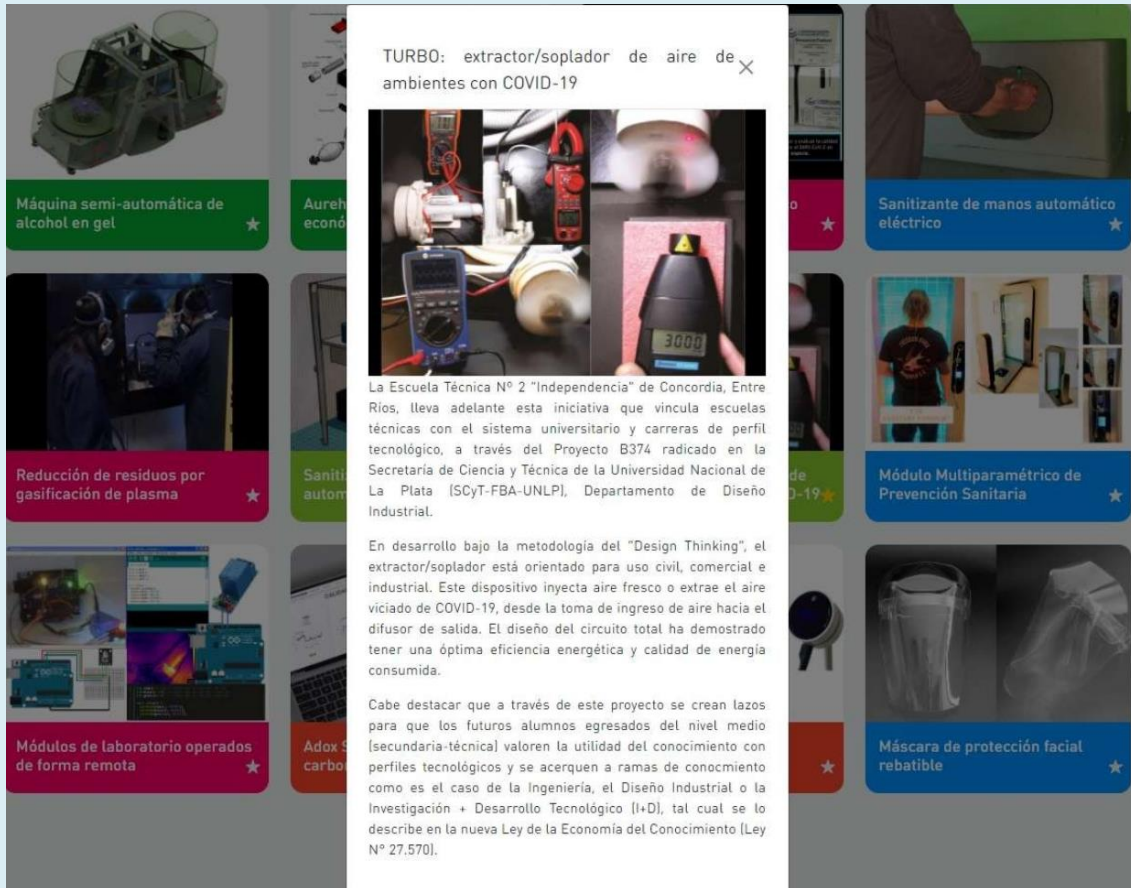 TURBO: extractor/soplador de aire de
ambientes con COVID-19
3000
La Escuela Técnica Nº 2 "Independencia" de Concordia, Entre
Ríos, lleva adelante esta iniciativa que vincula escuelas
técnicas con el sistema universitario y carreras de perfil
tecnológico, a través del Proyecto B374 radicado en la
Secretaría de Ciencia y Técnica de la Universidad Nacional de
La Plata (SCyT-FBA-UNLP), Departamento de Diseño
Industrial.
En desarrollo bajo la metodología del "Design Thinking", el
extractor/soplador está orientado para uso civil, comercial e
industrial. Este dispositivo inyecta aire fresco o extrae el aire
viciado de COVID-19, desde la toma de ingreso de aire hacia el
difusor de salida. El diseño del circuito total ha demostrado
tener una óptima eficiencia energética y calidad de energía
consumida.
Cabe destacar que a través de este proyecto se crean lazos
para que los futuros alumnos egresados del nivel medio
(secundaria-técnica) valoren la utilidad del conocimiento con
perfiles tecnológicos y se acerquen a ramas de conocmiento
como es el caso de la Ingeniería, el Diseño Industrial o la
Investigación + Desarrollo Tecnológico (I+D), tal cual se lo
describe en la nueva Ley de la Economía del Conocimiento (Ley
N° 27.570).
Máquina semi-automática de
alcohol en gel
Aureh
econó
o
Sanitizante de manos automático
eléctrico
Reducción de residuos por
gasificación de plasma
Saniti
autom
de
D-19
Módulo Multiparamétrico de
Prevención Sanitaria
Módulos de laboratorio operados
de forma remota
Adox S
carbo
Máscara de protección facial
rebatible